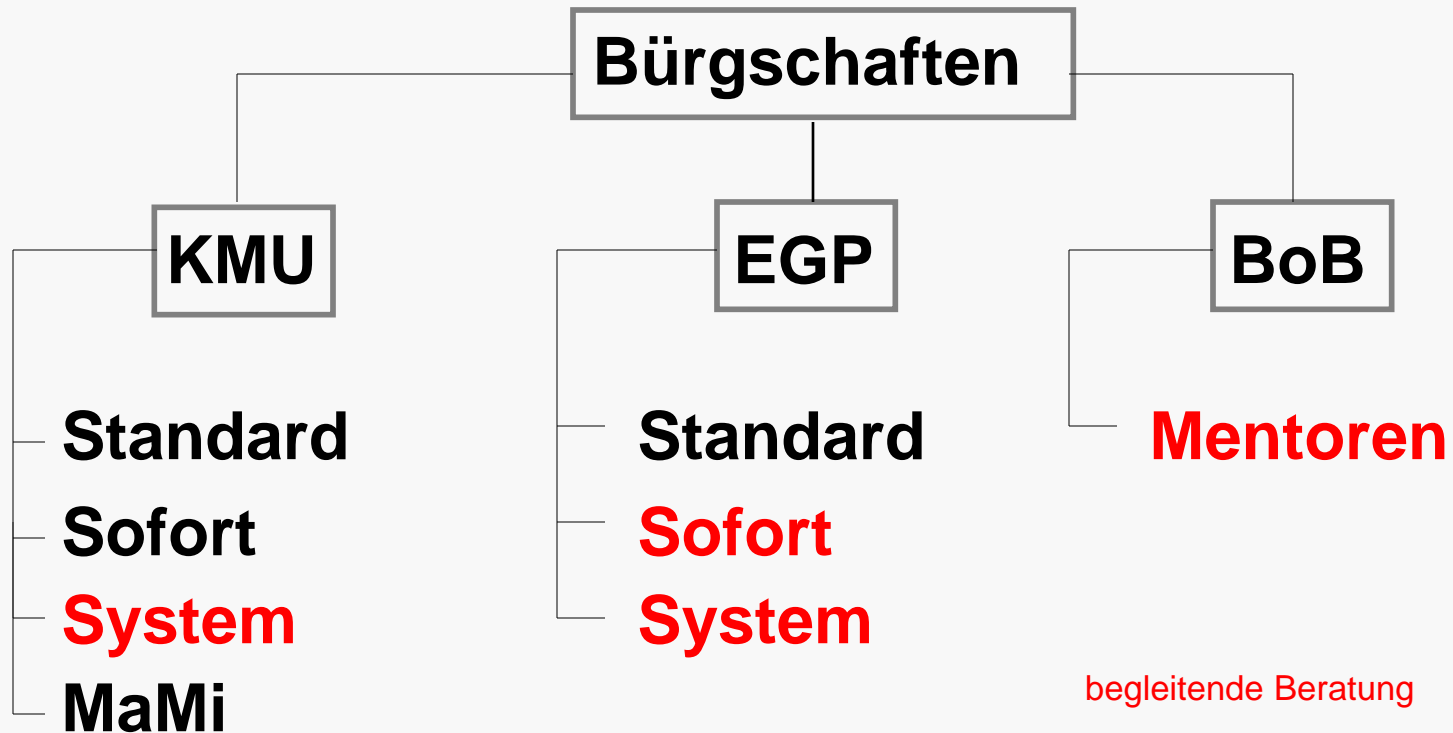 Bürgschaften
KMU
EGP
BoB
Standard
Sofort
System
MaMi
Standard
Sofort
System
Mentoren
begleitende Beratung